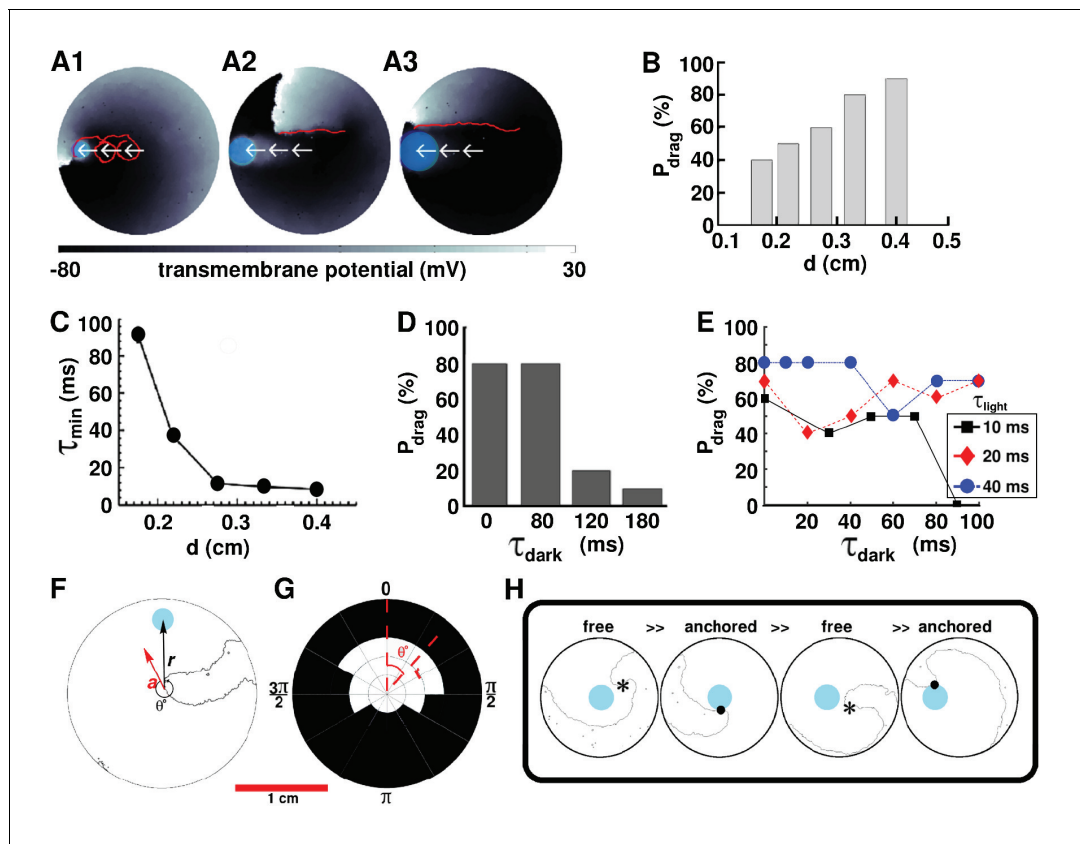 A1
A2
A3
-80
transmembrane potential (mV)
30
B
P_drag (%)
100
80
60
40
20
0
0.1
0.2
0.3
0.4
0.5
d (cm)
C
τ_min (ms)
100
80
60
40
20
0
0.2
0.3
0.4
d (cm)
D
P_drag (%)
100
80
60
40
20
0
0
80
120
180
τ_dark (ms)
E
P_drag (%)
100
80
60
40
20
0
20
40
60
80
100
τ_dark (ms)
τ_light
10 ms
20 ms
40 ms
F
r
a
θ°
G
0
θ°
3π/2
π/2
π
1 cm
H
free >> anchored >> free >> anchored
*
*